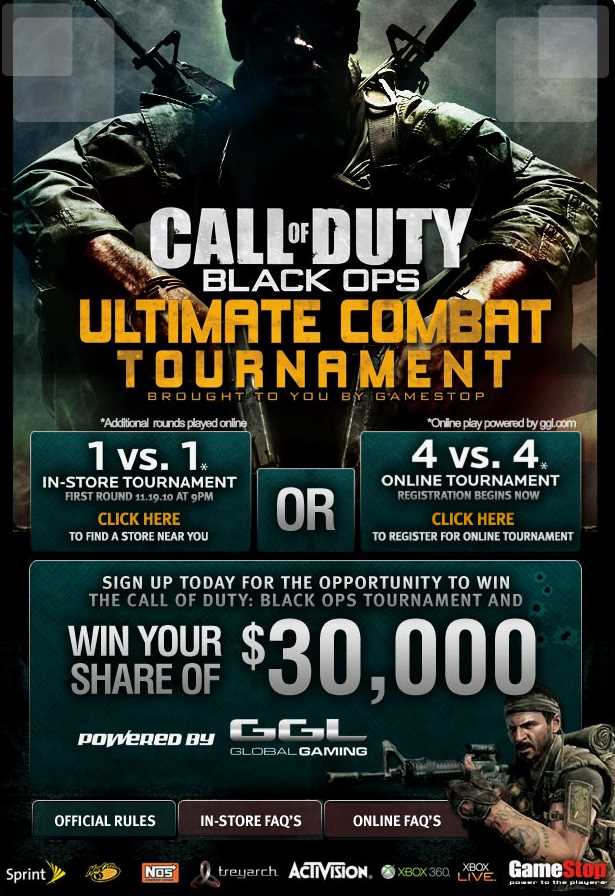 CALL OF DUTY
BLACK OPS
ULTIMATE COMBAT
TOURNAMENT
BROUGHT TO YOU BY GAMESTOP
*Additional rounds played online
1 vs. 1*
IN-STORE TOURNAMENT
FIRST ROUND 11.19.10 AT 9PM
CLICK HERE
TO FIND A STORE NEAR YOU
OR
*Online play powered by ggl.com
4 vs. 4*
ONLINE TOURNAMENT
REGISTRATION BEGINS NOW
CLICK HERE
TO REGISTER FOR ONLINE TOURNAMENT
SIGN UP TODAY FOR THE OPPORTUNITY TO WIN
THE CALL OF DUTY: BLACK OPS TOURNAMENT AND
WIN YOUR
SHARE OF
$30,000
POWERED BY GGL
GLOBAL GAMING
OFFICIAL RULES
IN-STORE FAQ'S
ONLINE FAQ'S
Sprint
NOS
treyarch
ACTIVISION.
XBOX 360.
XBOX
LIVE.
GameStop
power to the players